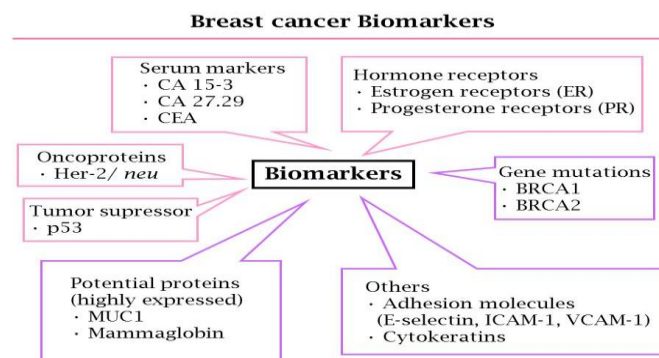 Breast cancer Biomarkers
Serum markers
· CA 15-3
· CA 27.29
· CEA
Hormone receptors
· Estrogen receptors (ER)
· Progesterone receptors (PR)
Oncoproteins
· Her-2/ neu
Biomarkers
Gene mutations
· BRCA1
· BRCA2
Tumor supressor
· p53
Potential proteins
(highly expressed)
· MUC1
· Mammaglobin
Others
· Adhesion molecules
(E-selectin, ICAM-1, VCAM-1)
· Cytokeratins